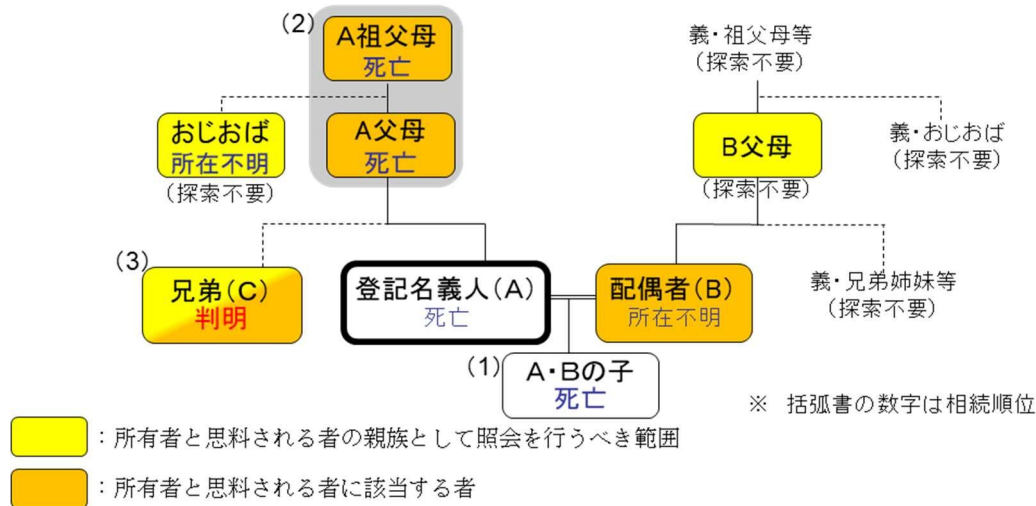 (2)
A祖父母
死亡
義・祖父母等
(探索不要)
おじおば
所在不明
(探索不要)
A父母
死亡
B父母
(探索不要)
義・おじおば
(探索不要)
(3)
兄弟(C)
判明
登記名義人(A)
死亡
配偶者(B)
所在不明
義・兄弟姉妹等
(探索不要)
(1)
A・Bの子
死亡
※ 括弧書の数字は相続順位
:所有者と思料される者の親族として照会を行うべき範囲
:所有者と思料される者に該当する者